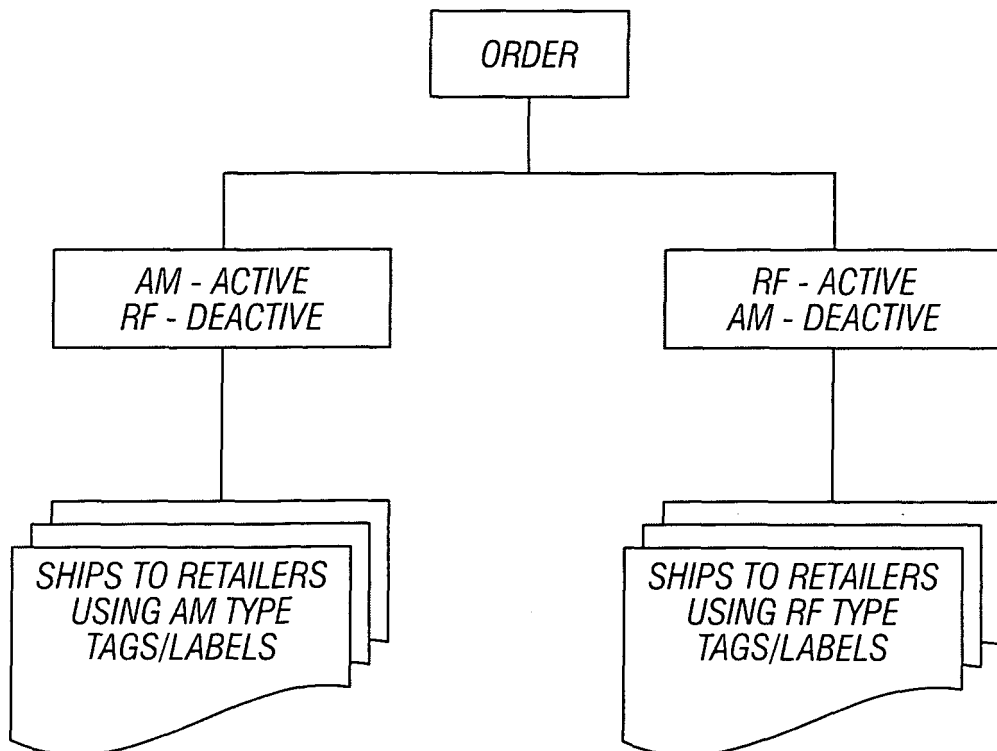 ORDER
AM - ACTIVE
RF - DEACTIVE
RF - ACTIVE
AM - DEACTIVE
SHIPS TO RETAILERS
USING AM TYPE
TAGS/LABELS
SHIPS TO RETAILERS
USING RF TYPE
TAGS/LABELS